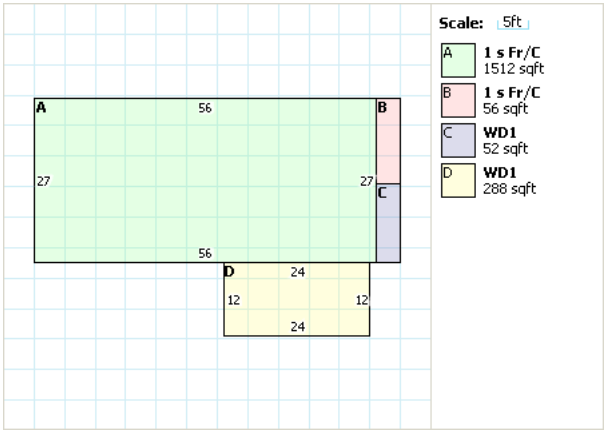 Scale: 5ft
A 1 s Fr/C
1512 sqft
B 1 s Fr/C
56 sqft
C WD1
52 sqft
D WD1
288 sqft
A 56 B
27 27
C
56
D 24
12 12
24